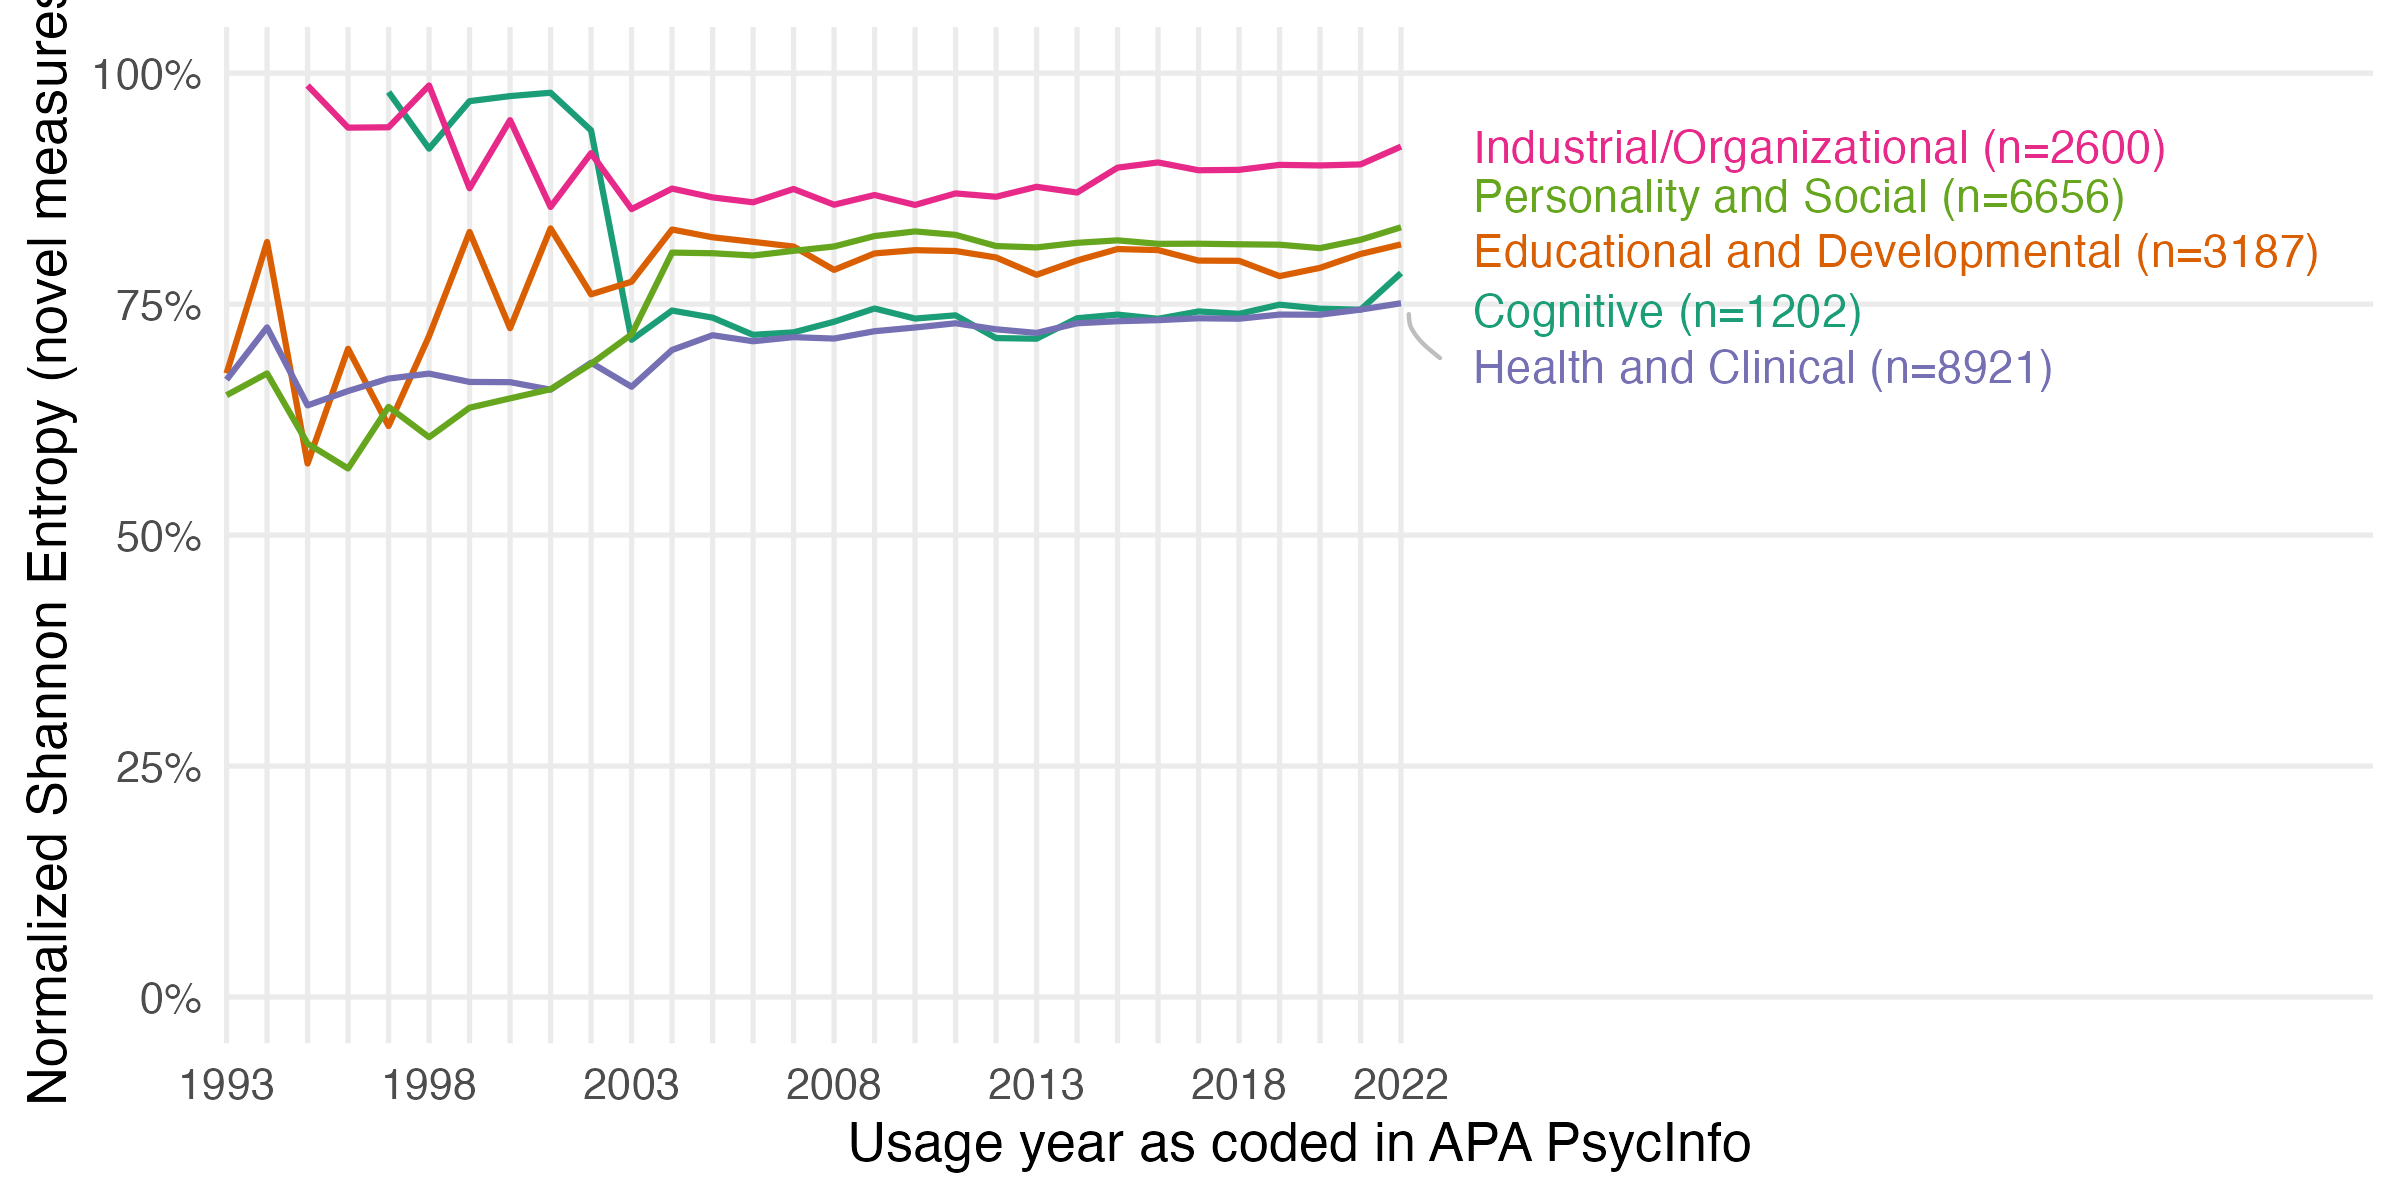 Normalized Shannon Entropy (novel measures
100%
75%
50%
25%
0%
Industrial/Organizational (n=2600)
Personality and Social (n=6656)
Educational and Developmental (n=3187)
Cognitive (n=1202)
Health and Clinical (n=8921)
1993 1998 2003 2008 2013 2018 2022
Usage year as coded in APA PsycInfo